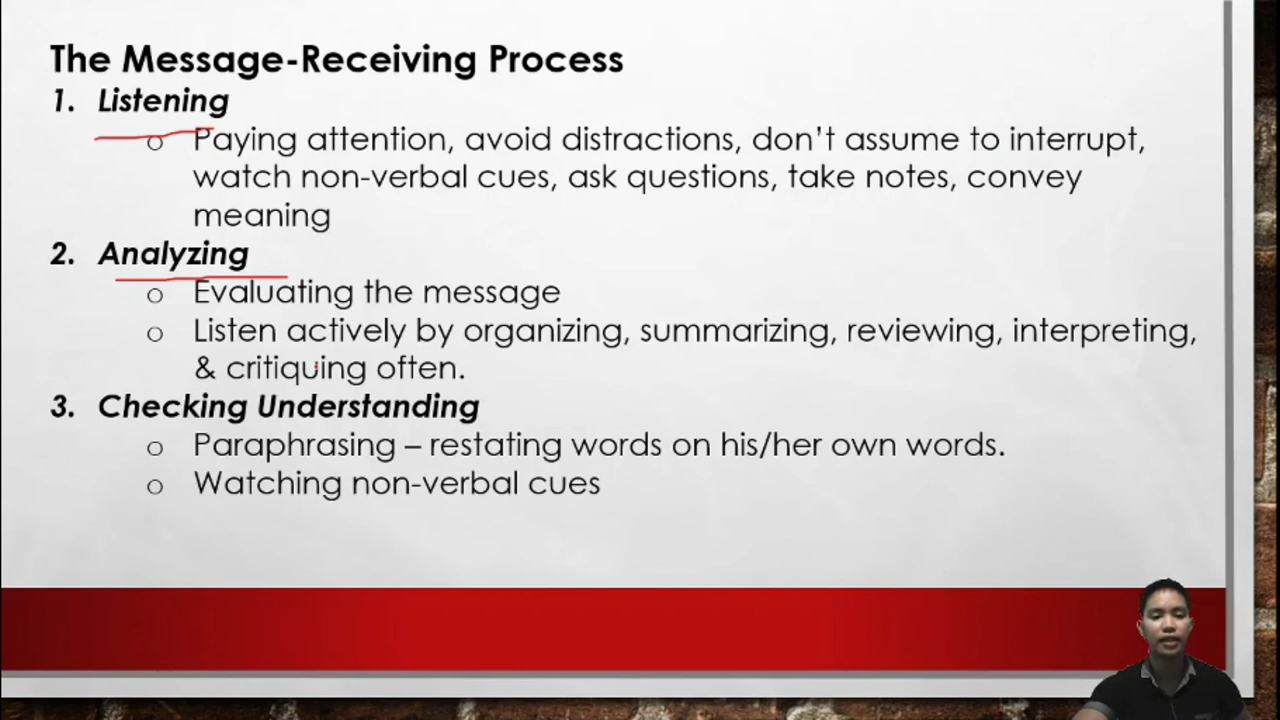 The Message-Receiving Process
1. Listening
o Paying attention, avoid distractions, don't assume to interrupt,
watch non-verbal cues, ask questions, take notes, convey
meaning
2. Analyzing
o Evaluating the message
o Listen actively by organizing, summarizing, reviewing, interpreting,
& critiquing often.
3. Checking Understanding
o Paraphrasing – restating words on his/her own words.
o Watching non-verbal cues